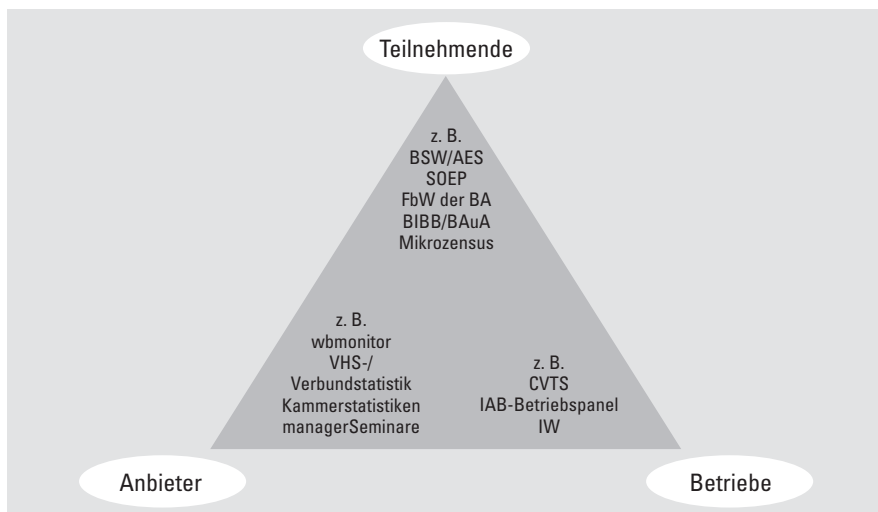 Teilnehmende
z. B.
BSW/AES
SOEP
FbW der BA
BIBB/BAuA
Mikrozensus
z. B.
wbmonitor
VHS-/
Verbundstatistik
Kammerstatistiken
managerSeminare
z. B.
CVTS
IAB-Betriebspanel
IW
Anbieter
Betriebe